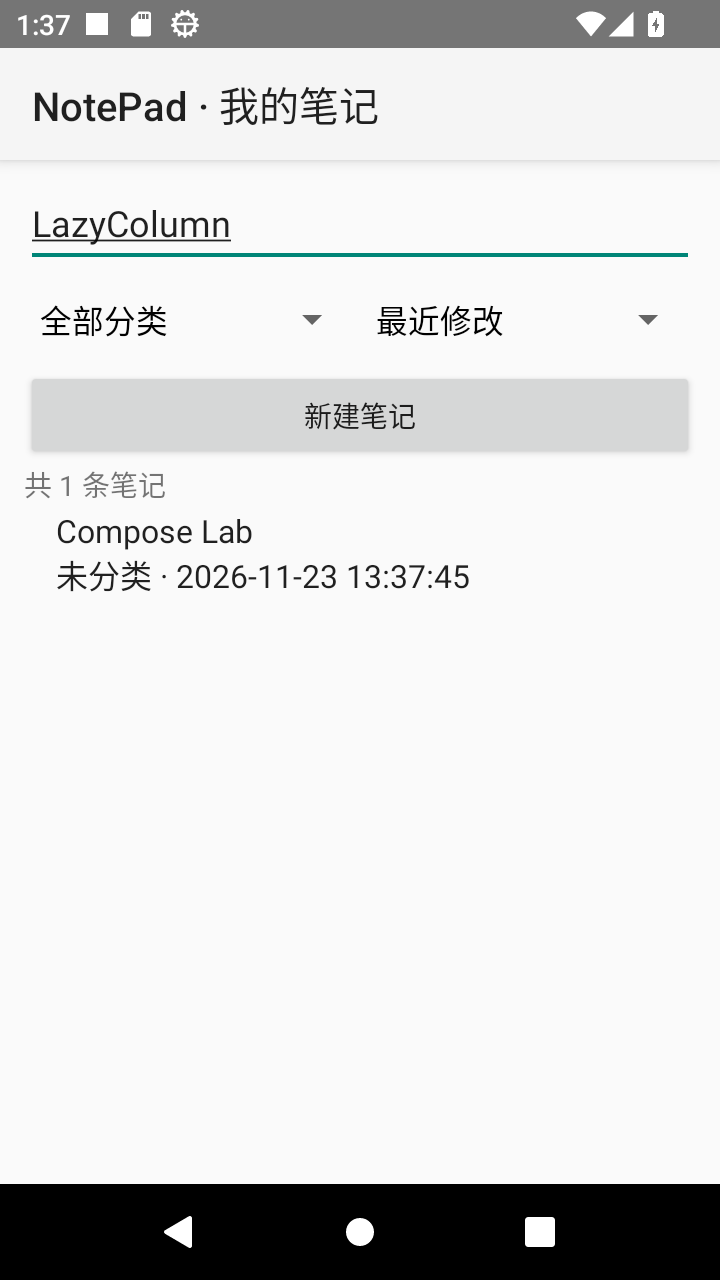 1:37
NotePad · 我的笔记
LazyColumn
全部分类
最近修改
新建笔记
共 1 条笔记
Compose Lab
未分类 · 2026-11-23 13:37:45